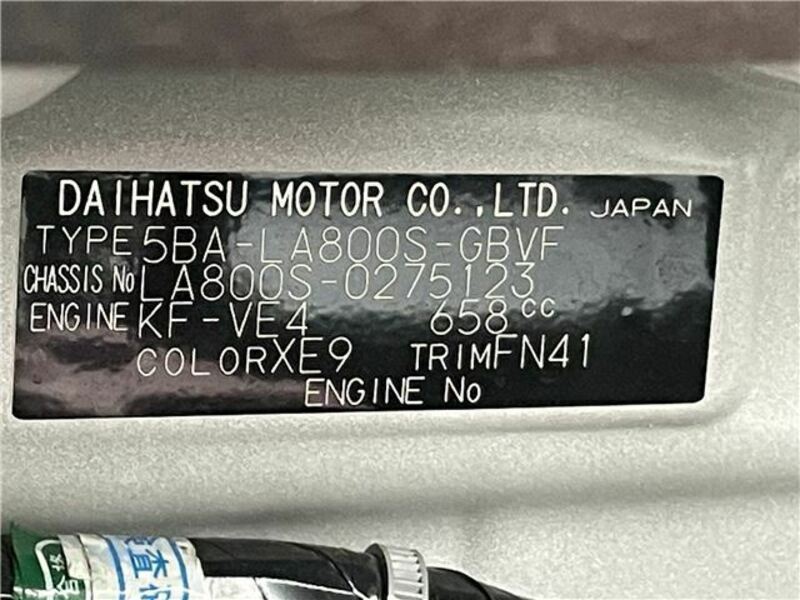 DAIHATSU MOTOR CO.,LTD. JAPAN
TYPE 5BA-LA800S-GBVF
CHASSIS No LA800S-0275123
ENGINE KF-VE4 658cc
COLOR XE9 TRIM FN41
ENGINE No